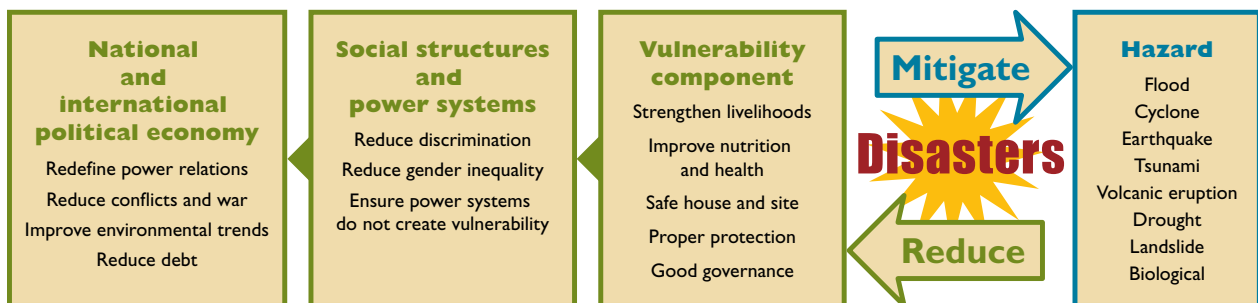 National
and
international
political economy
Redefine power relations
Reduce conflicts and war
Improve environmental trends
Reduce debt
Social structures
and
power systems
Reduce discrimination
Reduce gender inequality
Ensure power systems
do not create vulnerability
Vulnerability
component
Strengthen livelihoods
Improve nutrition
and health
Safe house and site
Proper protection
Good governance
Mitigate
Disasters
Reduce
Hazard
Flood
Cyclone
Earthquake
Tsunami
Volcanic eruption
Drought
Landslide
Biological